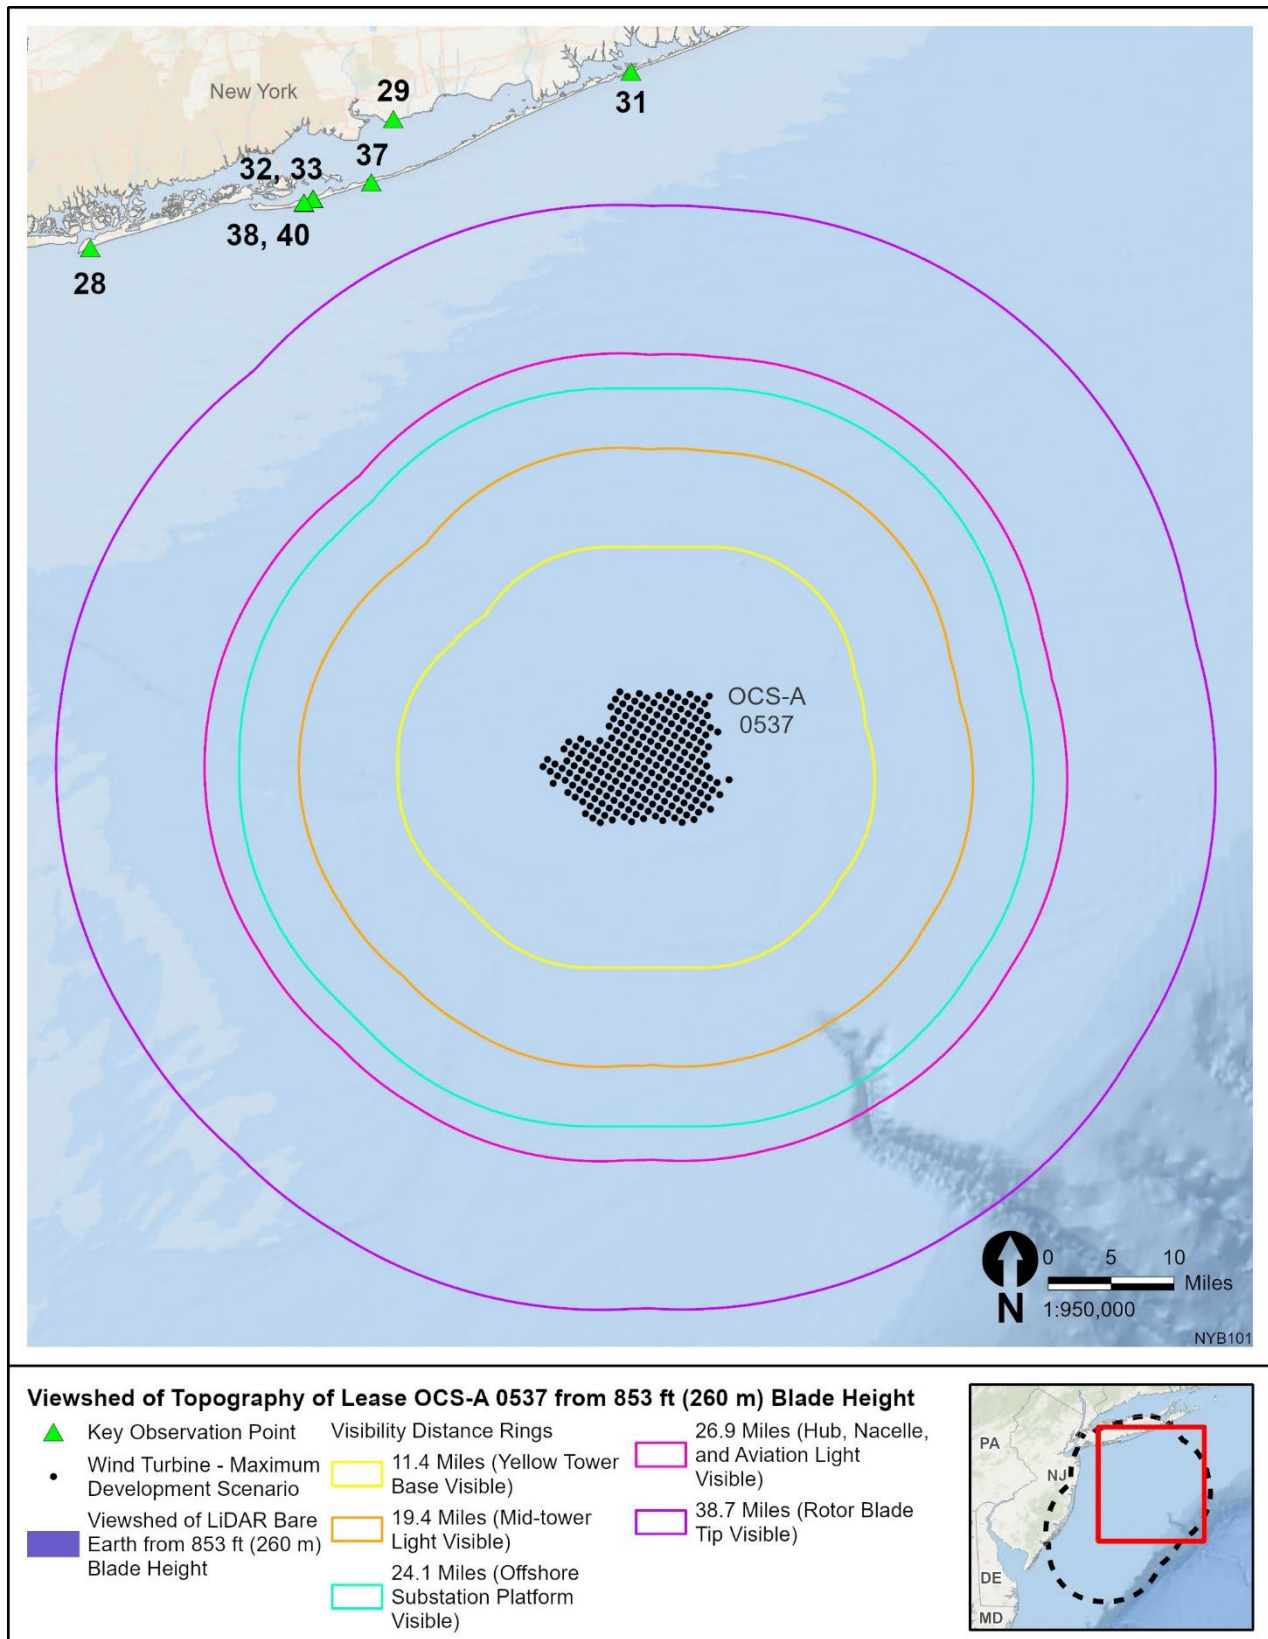 New York
29
31
37
32, 33
38, 40
28
OCS-A
0537
0 5 10
Miles
1:950,000
N
NYB101
Viewshed of Topography of Lease OCS-A 0537 from 853 ft (260 m) Blade Height
Key Observation Point
Wind Turbine - Maximum
Development Scenario
Viewshed of LiDAR Bare
Earth from 853 ft (260 m)
Blade Height
Visibility Distance Rings
11.4 Miles (Yellow Tower
Base Visible)
19.4 Miles (Mid-tower
Light Visible)
24.1 Miles (Offshore
Substation Platform
Visible)
26.9 Miles (Hub, Nacelle,
and Aviation Light
Visible)
38.7 Miles (Rotor Blade
Tip Visible)
PA
NJ
DE
MD